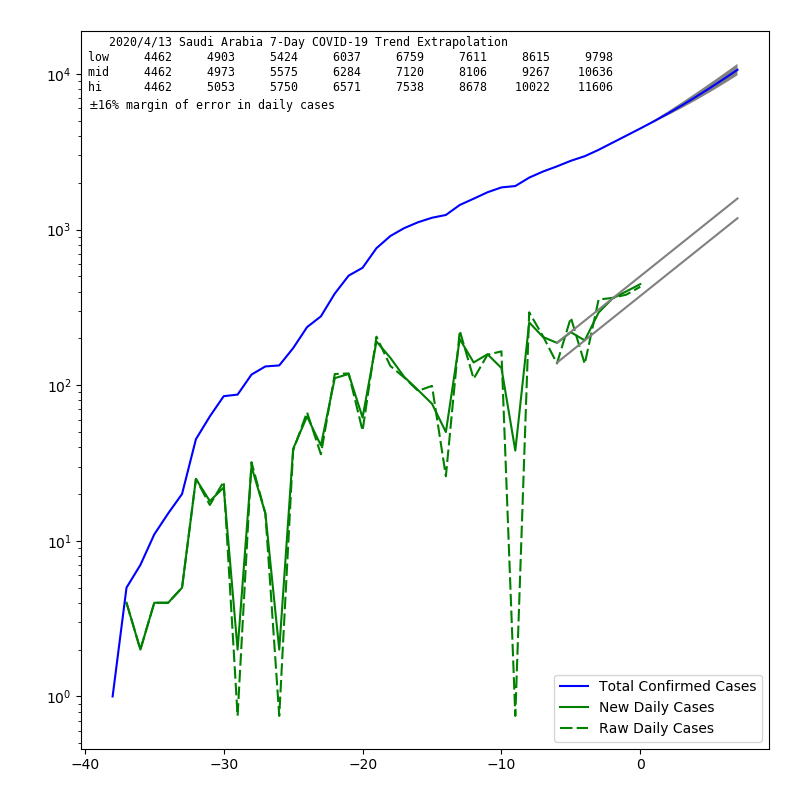 2020/4/13 Saudi Arabia 7-Day COVID-19 Trend Extrapolation
low 4462 4903 5424 6037 6759 7611 8615 9798
mid 4462 4973 5575 6284 7120 8106 9267 10636
hi 4462 5053 5750 6571 7538 8678 10022 11606
±16% margin of error in daily cases
10⁴
10³
10²
10¹
10⁰
Total Confirmed Cases
New Daily Cases
Raw Daily Cases
−40 −30 −20 −10 0